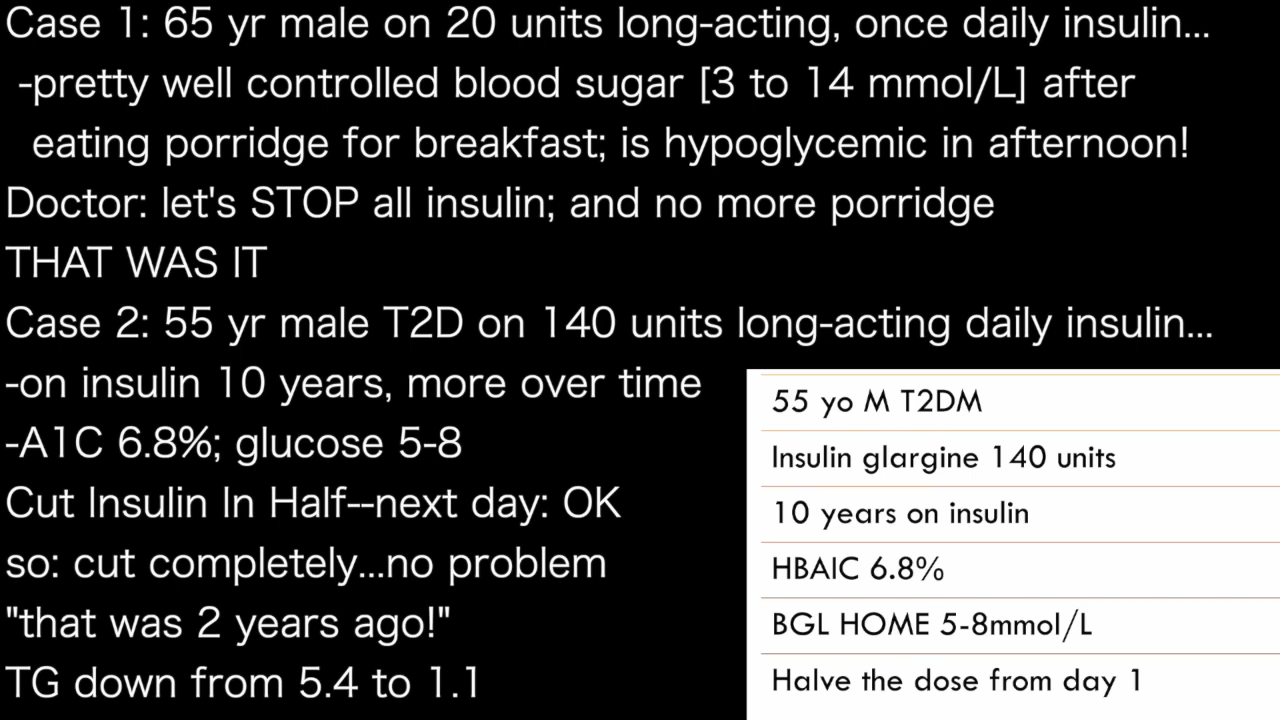 Case 1: 65 yr male on 20 units long-acting, once daily insulin...
-pretty well controlled blood sugar [3 to 14 mmol/L] after
eating porridge for breakfast; is hypoglycemic in afternoon!
Doctor: let's STOP all insulin; and no more porridge
THAT WAS IT
Case 2: 55 yr male T2D on 140 units long-acting daily insulin...
-on insulin 10 years, more over time
-A1C 6.8%; glucose 5-8
Cut Insulin In Half--next day: OK
so: cut completely...no problem
"that was 2 years ago!"
TG down from 5.4 to 1.1
55 yo M T2DM
Insulin glargine 140 units
10 years on insulin
HBAIC 6.8%
BGL HOME 5-8mmol/L
Halve the dose from day 1